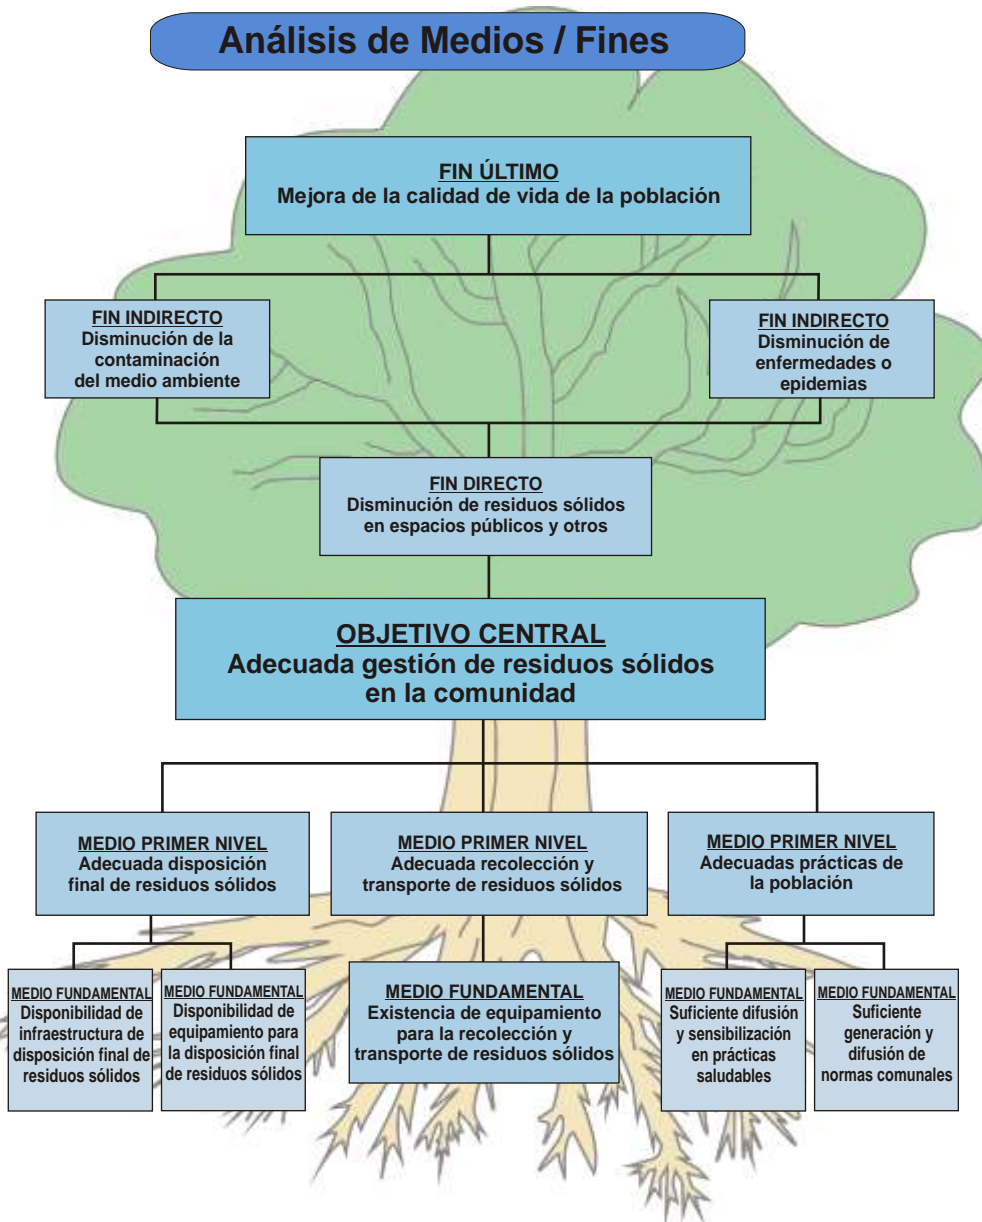 Análisis de Medios / Fines
FIN ÚLTIMO
Mejora de la calidad de vida de la población
FIN INDIRECTO
Disminución de la
contaminación
del medio ambiente
FIN INDIRECTO
Disminución de
enfermedades o
epidemias
FIN DIRECTO
Disminución de residuos sólidos
en espacios públicos y otros
OBJETIVO CENTRAL
Adecuada gestión de residuos sólidos
en la comunidad
MEDIO PRIMER NIVEL
Adecuada disposición
final de residuos sólidos
MEDIO PRIMER NIVEL
Adecuada recolección y
transporte de residuos sólidos
MEDIO PRIMER NIVEL
Adecuadas prácticas de
la población
MEDIO FUNDAMENTAL
Disponibilidad de
infraestructura de
disposición final de
residuos sólidos
MEDIO FUNDAMENTAL
Disponibilidad de
equipamiento para
la disposición final
de residuos sólidos
MEDIO FUNDAMENTAL
Existencia de equipamiento
para la recolección y
transporte de residuos sólidos
MEDIO FUNDAMENTAL
Suficiente difusión
y sensibilización
en prácticas
saludables
MEDIO FUNDAMENTAL
Suficiente
generación y
difusión de
normas comunales